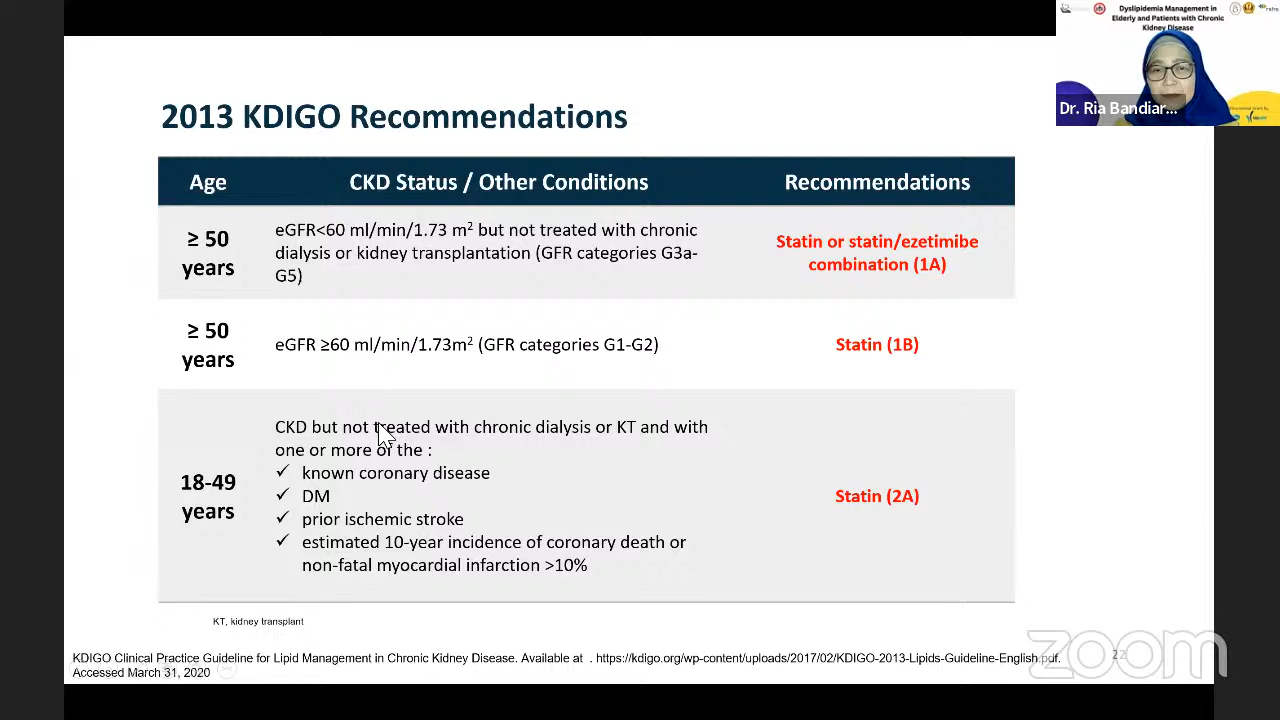 Dyslipidemia Management in
Elderly and Patients with Chronic
Kidney Disease
Dr. Ria Bandiar...
2013 KDIGO Recommendations
Age CKD Status / Other Conditions Recommendations
≥ 50
years
eGFR<60 ml/min/1.73 m² but not treated with chronic
dialysis or kidney transplantation (GFR categories G3a-
G5)
Statin or statin/ezetimibe
combination (1A)
≥ 50
years
eGFR ≥60 ml/min/1.73m² (GFR categories G1-G2)
Statin (1B)
18-49
years
CKD but not treated with chronic dialysis or KT and with
one or more of the :
✓ known coronary disease
✓ DM
✓ prior ischemic stroke
✓ estimated 10-year incidence of coronary death or
non-fatal myocardial infarction >10%
Statin (2A)
KT, kidney transplant
KDIGO Clinical Practice Guideline for Lipid Management in Chronic Kidney Disease. Available at . https://kdigo.org/wp-content/uploads/2017/02/KDIGO-2013-Lipids-Guideline-English.pdf.
Accessed March 31, 2020
22
zoom